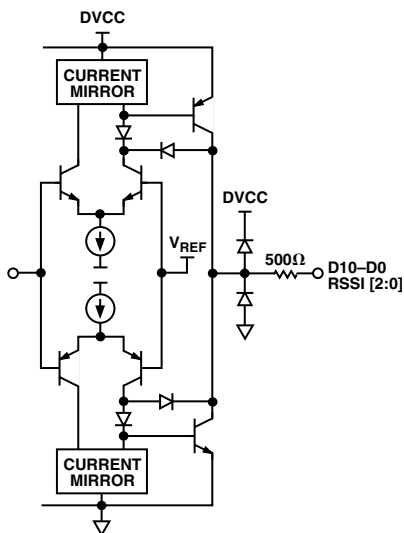 DVCC
CURRENT
MIRROR
DVCC
VREF
500Ω
D10–D0
RSSI [2:0]
CURRENT
MIRROR